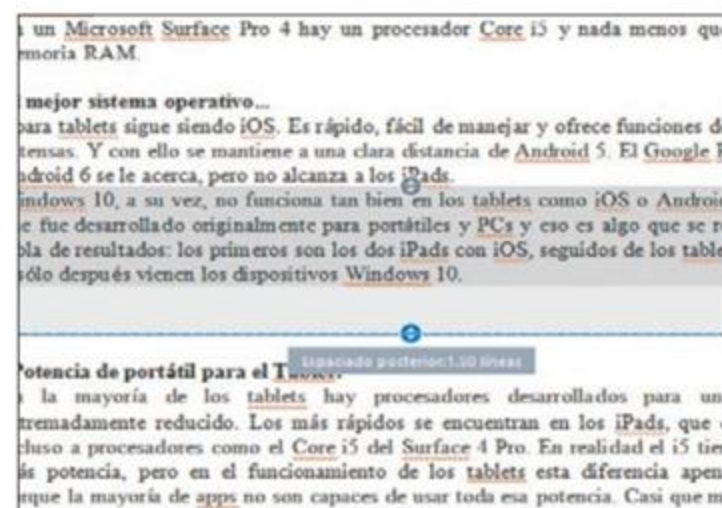 un Microsoft Surface Pro 4 hay un procesador Core i5 y nada menos que
emoria RAM.
mejor sistema operativo...
para tablets sigue siendo iOS. Es rápido, fácil de manejar y ofrece funciones d
tensas. Y con ello se mantiene a una clara distancia de Android 5. El Google P
ndroid 6 se le acerca, pero no alcanza a los iPads.
indows 10, a su vez, no funciona tan bien en los tablets como iOS o Androi
e fue desarrollado originalmente para portátiles y PCs y eso es algo que se r
bla de resultados: los primeros son los dos iPads con iOS, seguidos de los table
sólo después vienen los dispositivos Windows 10.
Espaciado posterior:1.50 líneas
Potencia de portátil para el Tablet.
la mayoría de los tablets hay procesadores desarrollados para un
tremadamente reducido. Los más rápidos se encuentran en los iPads, que
cluso a procesadores como el Core i5 del Surface 4 Pro. En realidad el i5 tien
ás potencia, pero en el funcionamiento de los tablets esta diferencia apen
rque la mayoría de apps no son capaces de usar toda esa potencia. Casi que m